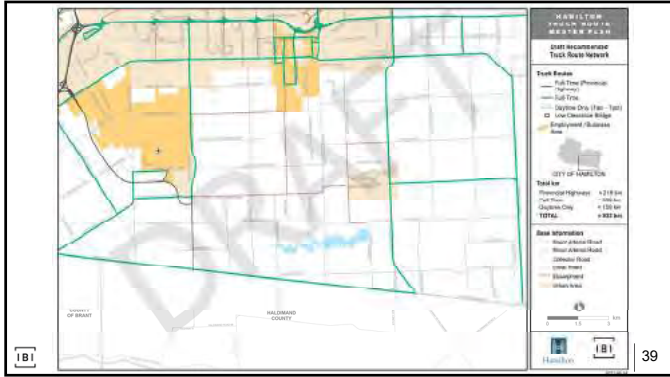 HAMILTON
TRUCK ROUTE
MASTER PLAN
Draft Recommended
Truck Route Network
Truck Routes
Full Time (Provincial
Highway)
Full Time
Daytime Only (7am - 7pm)
Low Clearance Bridge
Employment / Business
Area
CITY OF HAMILTON
Total km
Provincial Highways
Full Time
Daytime Only
TOTAL
Base Information
Major Arterial Road
Minor Arterial Road
Collector Road
Local Road
Escarpment
Urban Area
DRAFT
OF BRANT
HALDIMAND
COUNTY
Hamilton
IBI
IBI
39